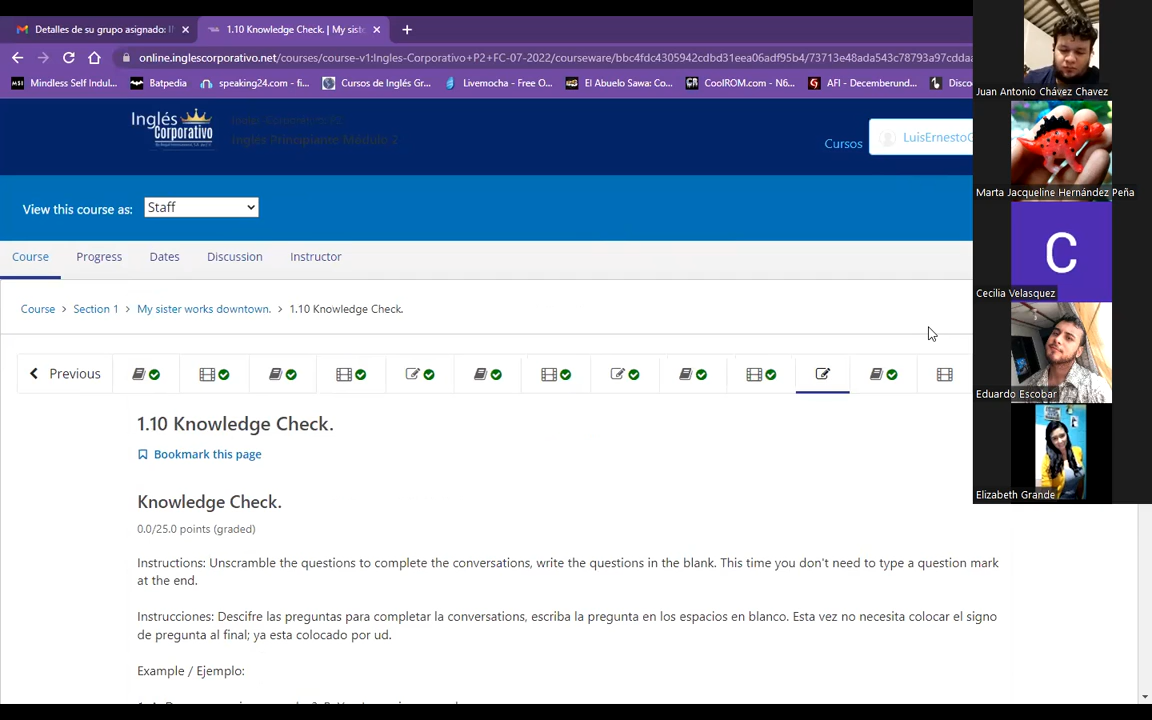 Detalles de su grupo asignado: I
1.10 Knowledge Check. | My sist
online.inglescorporativo.net/courses/course-v1:Ingles-Corporativo+P2+FC-07-2022/courseware/bbc4fdc4305942cdbd31eea06adf95b4/73713e48ada543c78793a97cddaa
Mindless Self Indul...
Batpedia
speaking24.com - fi...
Cursos de Inglés Gr...
Livemocha - Free O...
El Abuelo Sawa: Co...
CoolROM.com - N6...
AFI - Decemberund...
Disco
Inglés
Corporativo
Inglés Principiante Módulo 2
Cursos
LuisErnestoG
View this course as:
Staff
Course
Progress
Dates
Discussion
Instructor
Course > Section 1 > My sister works downtown. > 1.10 Knowledge Check.
Previous
1.10 Knowledge Check.
Bookmark this page
Knowledge Check.
0.0/25.0 points (graded)
Instructions: Unscramble the questions to complete the conversations, write the questions in the blank. This time you don't need to type a question mark
at the end.
Instrucciones: Descifre las preguntas para completar la conversations, escriba la pregunta en los espacios en blanco. Esta vez no necesita colocar el signo
de pregunta al final; ya esta colocado por ud.
Example / Ejemplo:
Juan Antonio Chávez Chavez
Marta Jacqueline Hernández Peña
C
Cecilia Velasquez
Eduardo Escobar
Elizabeth Grande